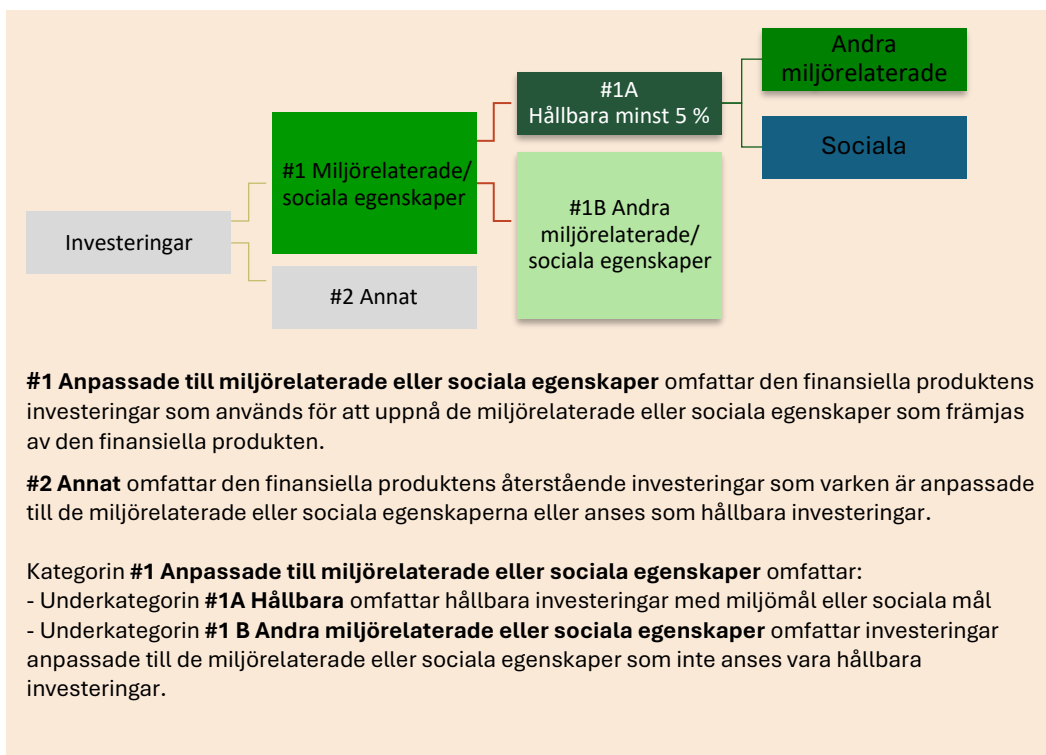 Andra
miljörelaterade
#1A
Hållbara minst 5 %
#1 Miljörelaterade/
sociala egenskaper
Sociala
#1B Andra
miljörelaterade/
sociala egenskaper
Investeringar
#2 Annat
#1 Anpassade till miljörelaterade eller sociala egenskaper omfattar den finansiella produktens
investeringar som används för att uppnå de miljörelaterade eller sociala egenskaper som främjas
av den finansiella produkten.
#2 Annat omfattar den finansiella produktens återstående investeringar som varken är anpassade
till de miljörelaterade eller sociala egenskaperna eller anses som hållbara investeringar.
Kategorin #1 Anpassade till miljörelaterade eller sociala egenskaper omfattar:
- Underkategorin #1A Hållbara omfattar hållbara investeringar med miljömål eller sociala mål
- Underkategorin #1 B Andra miljörelaterade eller sociala egenskaper omfattar investeringar
anpassade till de miljörelaterade eller sociala egenskaper som inte anses vara hållbara
investeringar.